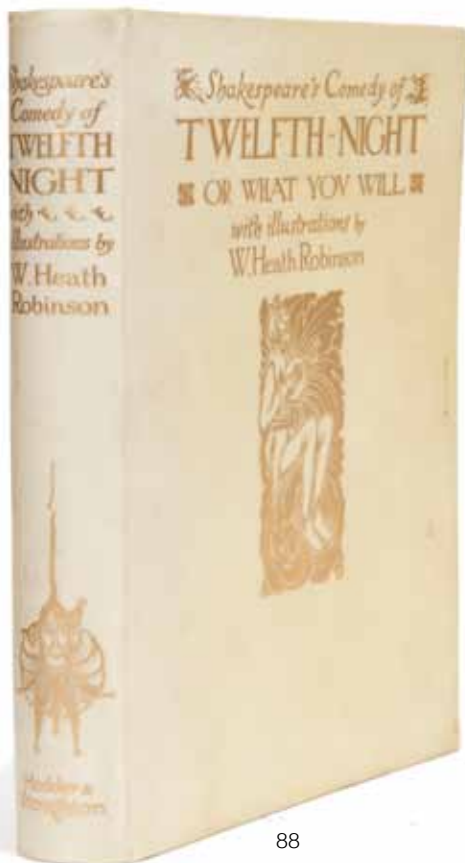 Shakespeare's
Comedy of
TWELFTH
NIGHT
with
illustrations by
W. Heath
Robinson
Hodder &
Stoughton
Shakespeare's Comedy of
TWELFTH-NIGHT
OR WHAT YOV WILL
with illustrations by
W. Heath Robinson
88